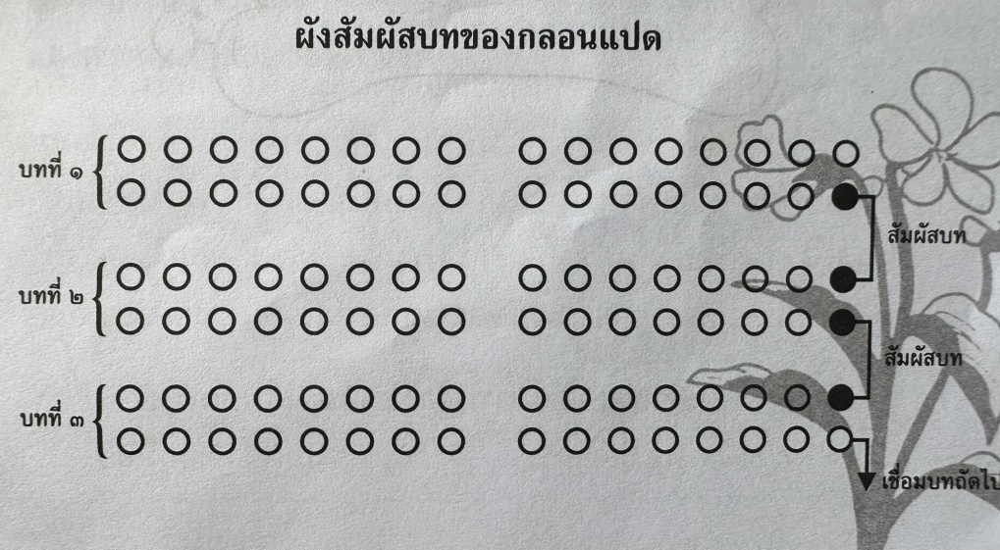 ผังสัมผัสบทของกลอนแปด
บทที่ ๑
สัมผัสบท
บทที่ ๒
สัมผัสบท
บทที่ ๓
เชื่อมบทถัดไป